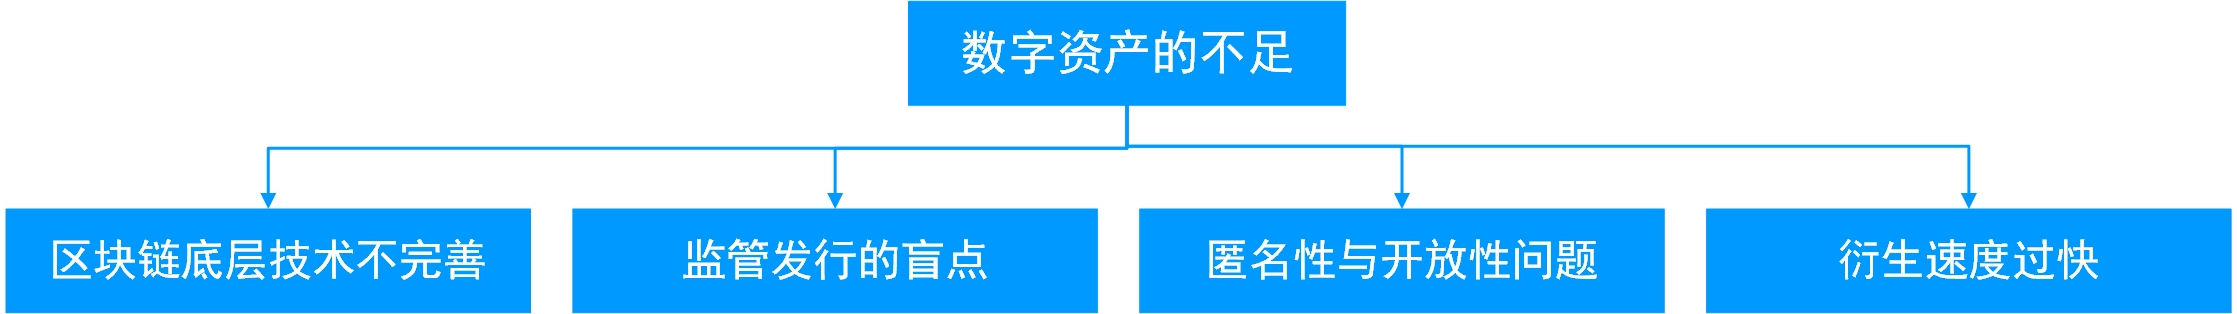 数字资产的不足
区块链底层技术不完善
监管发行的盲点
匿名性与开放性问题
衍生速度过快